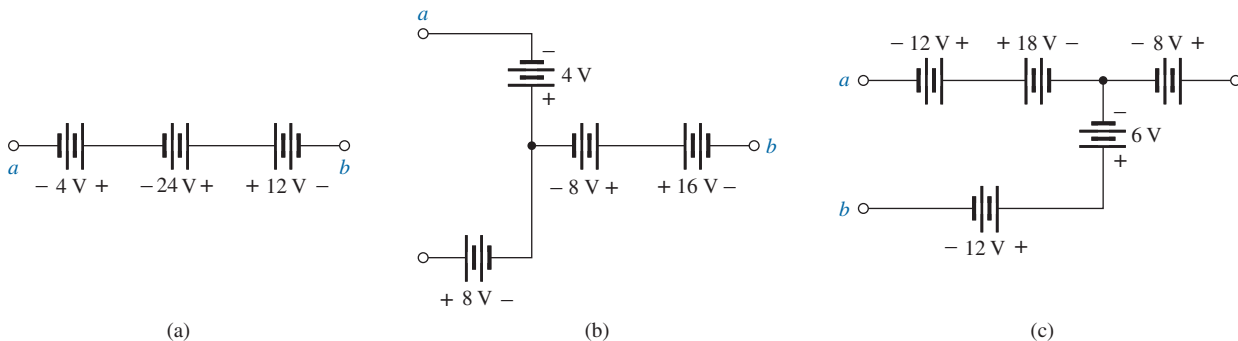 a
− 4 V +
−24 V +
+ 12 V −
b
(a)
a
−
4 V
+
− 8 V +
+ 16 V −
b
+ 8 V −
(b)
− 12 V +
+ 18 V −
− 8 V +
a
−
6 V
+
b
− 12 V +
(c)